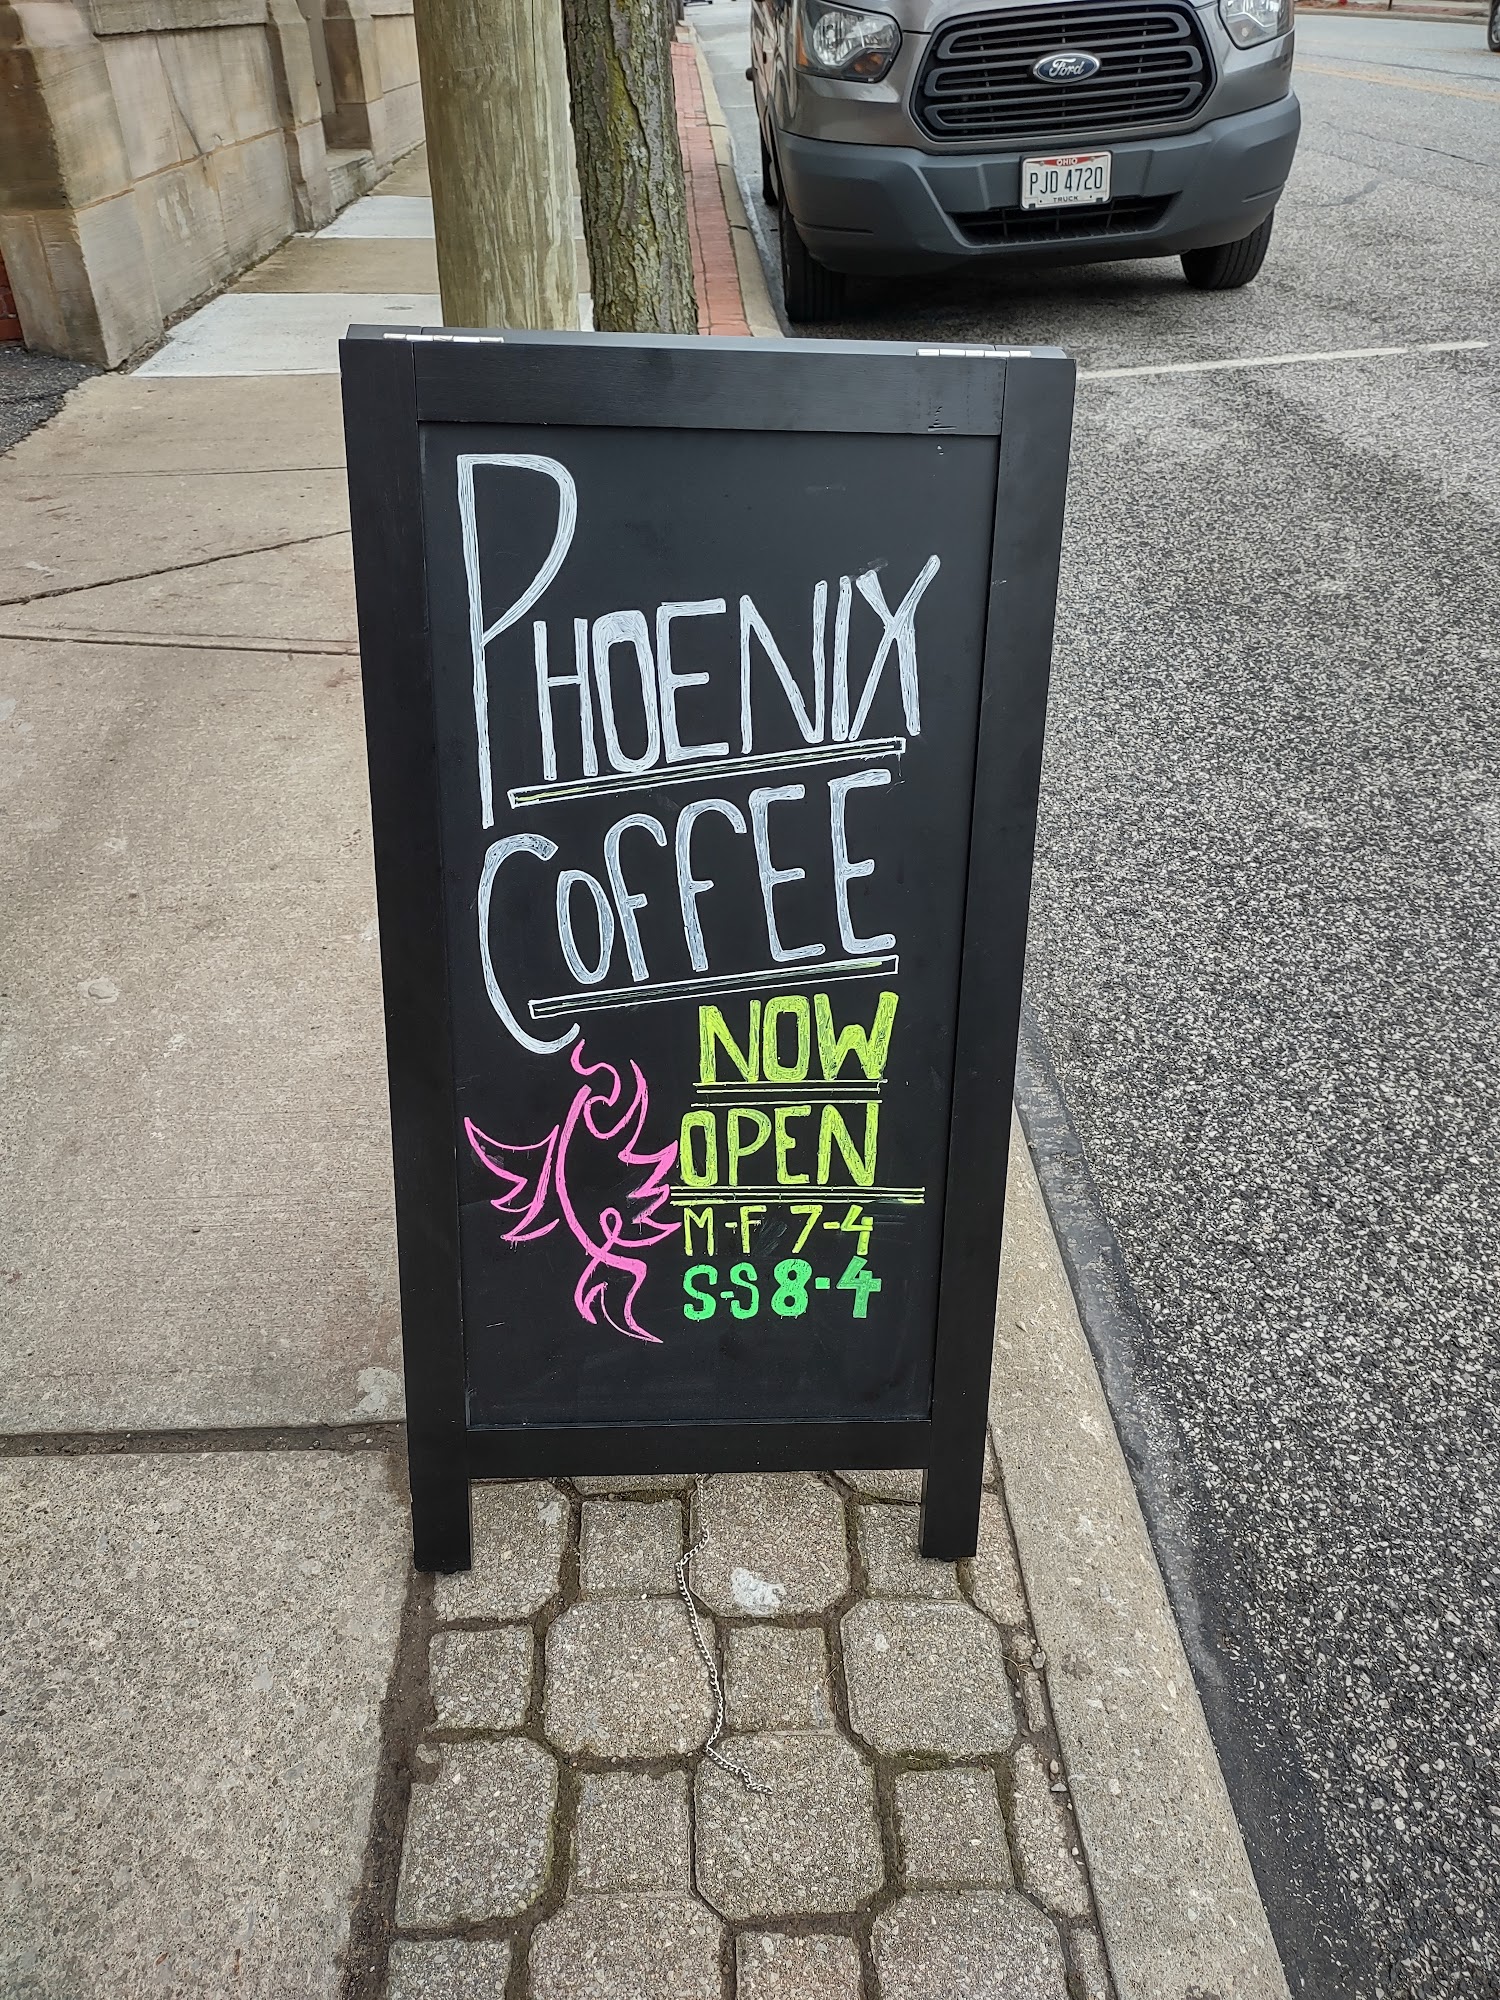 Ford
OHIO
PJD 4720
TRUCK
PHOENIX
COFFEE
NOW
OPEN
M-F 7-4
S-S 8-4